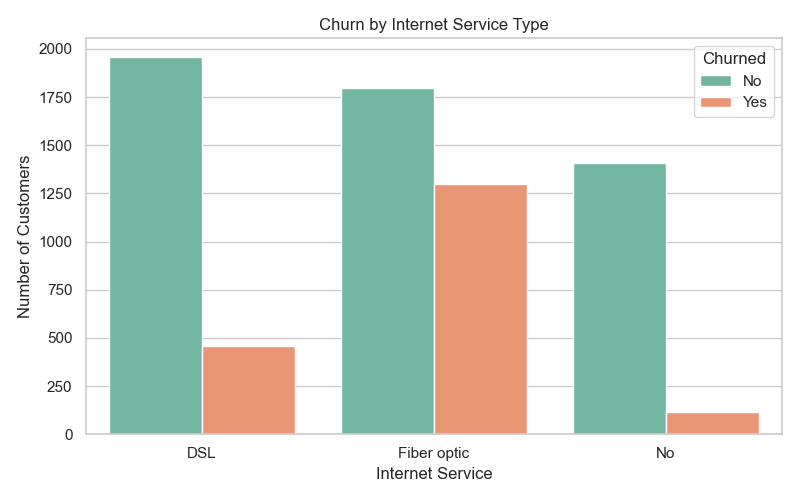 Churn by Internet Service Type
Number of Customers
2000
1750
1500
1250
1000
750
500
250
0
Churned
No
Yes
DSL
Fiber optic
No
Internet Service